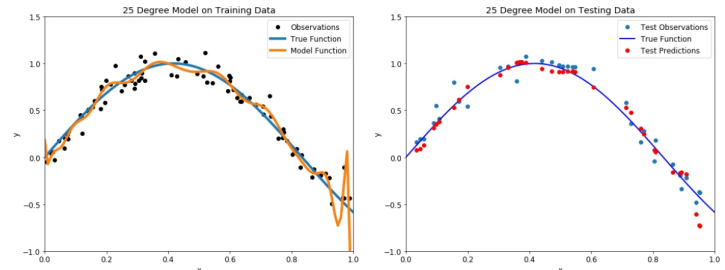 25 Degree Model on Training Data
1.5
1.0
0.5
0.0
−0.5
−1.0
y
Observations
True Function
Model Function
0.0 0.2 0.4 0.6 0.8 1.0
25 Degree Model on Testing Data
1.5
1.0
0.5
0.0
−0.5
−1.0
y
Test Observations
True Function
Test Predictions
0.0 0.2 0.4 0.6 0.8 1.0